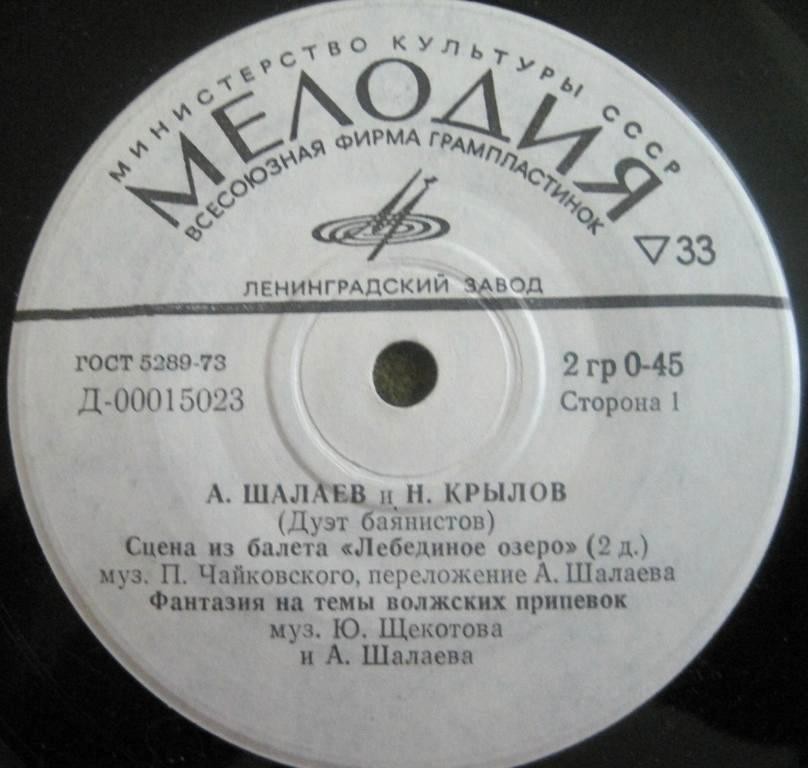 МИНИСТЕРСТВО КУЛЬТУРЫ СССР
МЕЛОДИЯ
ВСЕСОЮЗНАЯ ФИРМА ГРАМПЛАСТИНОК
▽33
ЛЕНИНГРАДСКИЙ ЗАВОД
ГОСТ 5289-73
2 гр 0-45
Д-00015023
Сторона 1
А. ШАЛАЕВ и Н. КРЫЛОВ
(Дуэт баянистов)
Сцена из балета «Лебединое озеро» (2 д.)
муз. П. Чайковского, переложение А. Шалаева
Фантазия на темы волжских припевок
муз. Ю. Щекотова
и А. Шалаева